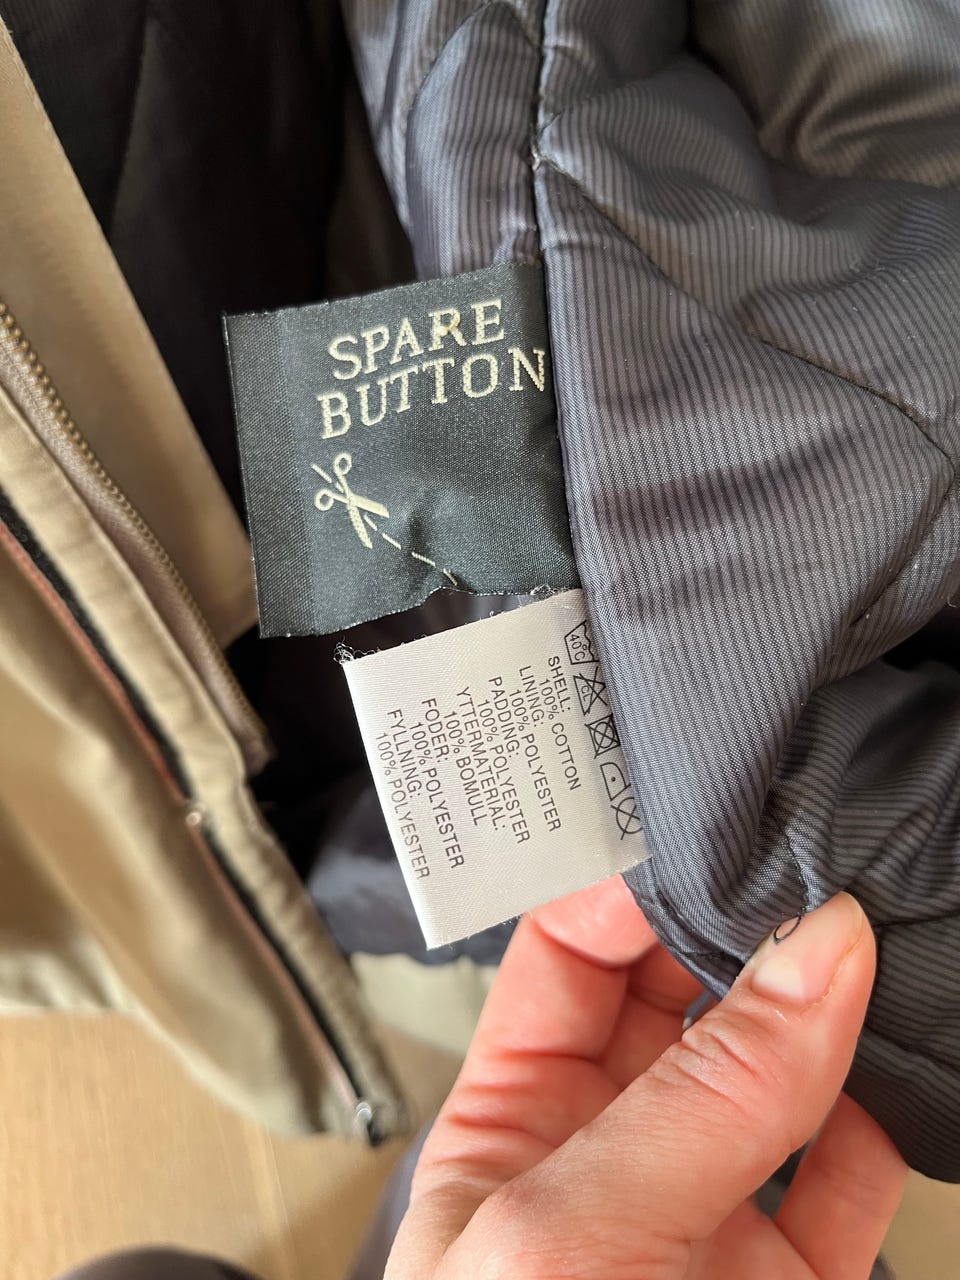 SPARE
BUTTON
40°C
CL
SHELL:
100% COTTON
LINING:
100% POLYESTER
PADDING:
100% POLYESTER
YTTERMATERIAL:
100% BOMULL
FODER:
100% POLYESTER
FYLLNING:
100% POLYESTER